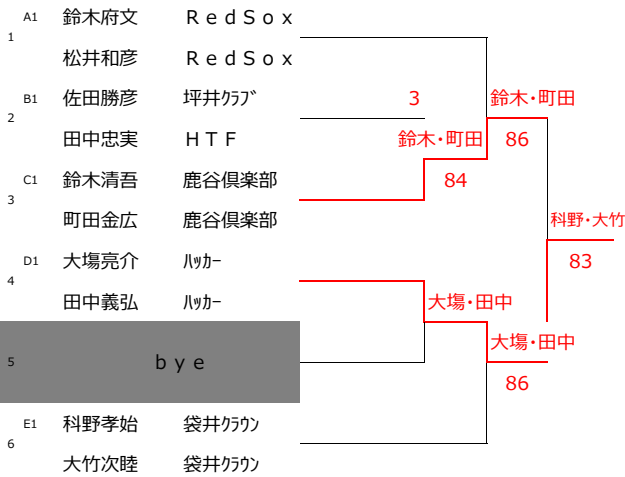 A1 鈴木府文 ＲｅｄＳｏｘ
1
松井和彦 ＲｅｄＳｏｘ
B1 佐田勝彦 坪井ｸﾗﾌﾞ 3 鈴木・町田
2
田中忠実 ＨＴＦ 鈴木・町田 86
C1 鈴木清吾 鹿谷倶楽部 84
3
町田金広 鹿谷倶楽部 科野・大竹
D1 大塲亮介 ﾊｯｶｰ 83
4
田中義弘 ﾊｯｶｰ 大塲・田中
大塲・田中
5 ｂｙｅ
86
E1 科野孝始 袋井ｸﾗｳﾝ
6
大竹次睦 袋井ｸﾗｳﾝ